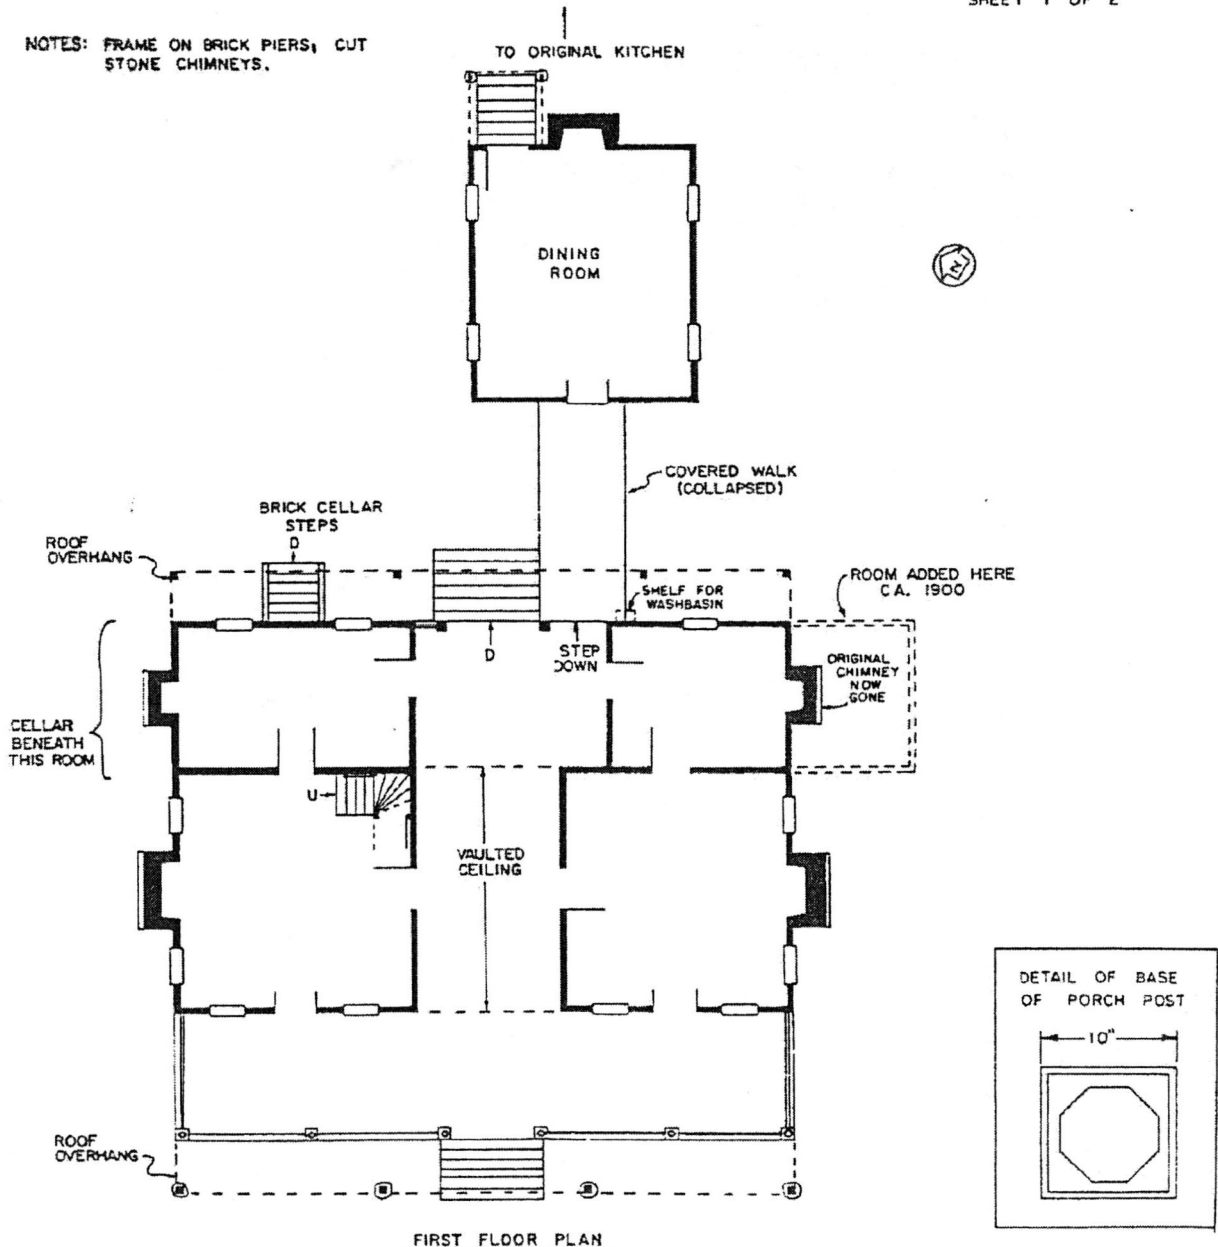 SHEET 1 OF 2
NOTES: FRAME ON BRICK PIERS, CUT
STONE CHIMNEYS.
TO ORIGINAL KITCHEN
DINING
ROOM
N
COVERED WALK
(COLLAPSED)
BRICK CELLAR
STEPS
D
ROOF
OVERHANG
SHELF FOR
WASHBASIN
ROOM ADDED HERE
CA. 1900
D
STEP
DOWN
ORIGINAL
CHIMNEY
NOW
GONE
CELLAR
BENEATH
THIS ROOM
U
VAULTED
CEILING
DETAIL OF BASE
OF PORCH POST
10"
ROOF
OVERHANG
FIRST FLOOR PLAN